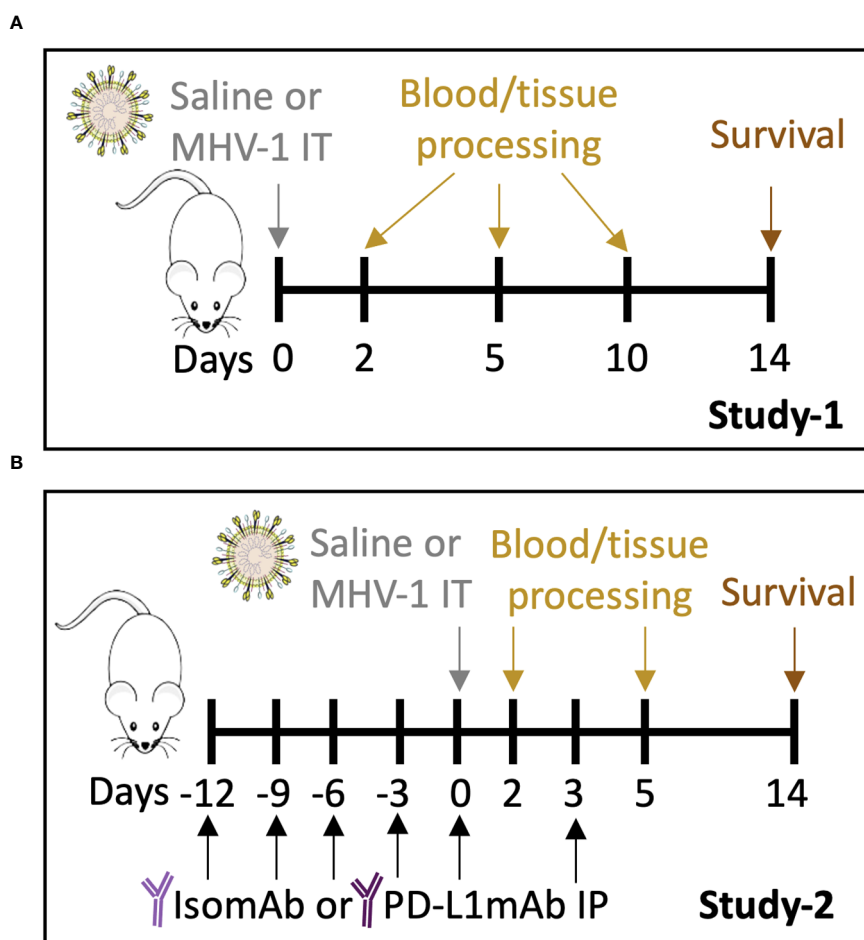 A
Saline or
MHV-1 IT
Blood/tissue
processing
Survival
Days 0 2 5 10 14
Study-1
B
Saline or
MHV-1 IT
Blood/tissue
processing
Survival
Days -12 -9 -6 -3 0 2 3 5 14
IsomAb or PD-L1mAb IP
Study-2